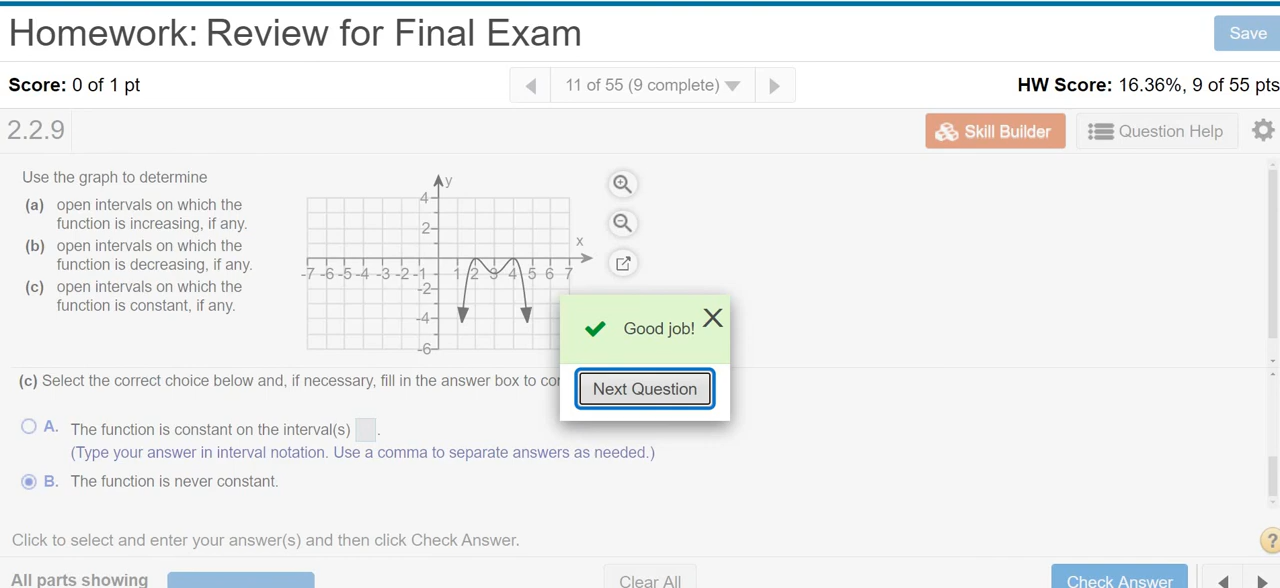 Homework: Review for Final Exam
Save
Score: 0 of 1 pt
11 of 55 (9 complete)
HW Score: 16.36%, 9 of 55 pts
2.2.9
Skill Builder
Question Help
Use the graph to determine
(a) open intervals on which the
function is increasing, if any.
(b) open intervals on which the
function is decreasing, if any.
(c) open intervals on which the
function is constant, if any.
y
4
2
x
-7 -6 -5 -4 -3 -2 -1 1 2 3 4 5 6 7
-2
-4
-6
Good job!
X
Next Question
(c) Select the correct choice below and, if necessary, fill in the answer box to
A. The function is constant on the interval(s) .
(Type your answer in interval notation. Use a comma to separate answers as needed.)
B. The function is never constant.
Click to select and enter your answer(s) and then click Check Answer.
?
All parts showing
Clear All
Check Answer